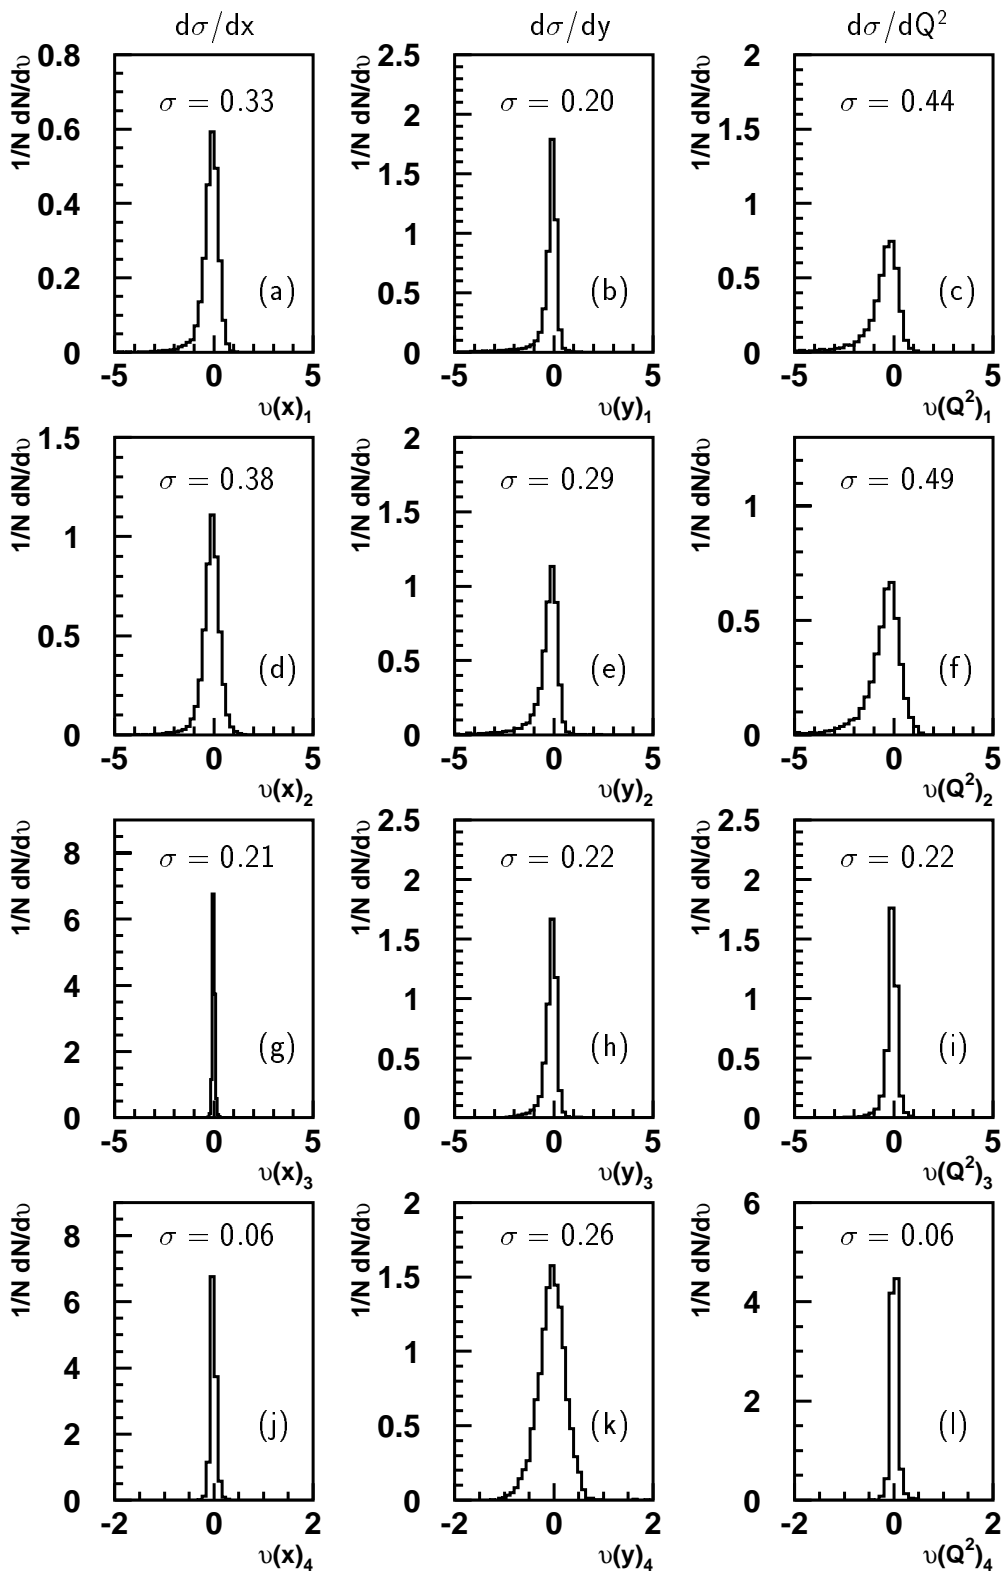 dσ/dx
dσ/dy
dσ/dQ²
1/N dN/dυ
0.8
0.6
0.4
0.2
0
σ = 0.33
(a)
-5 0 5
υ(x)₁
1/N dN/dυ
2.5
2
1.5
1
0.5
0
σ = 0.20
(b)
-5 0 5
υ(y)₁
1/N dN/dυ
2
1.5
1
0.5
0
σ = 0.44
(c)
-5 0 5
υ(Q²)₁
1/N dN/dυ
1.5
1
0.5
0
σ = 0.38
(d)
-5 0 5
υ(x)₂
1/N dN/dυ
2
1.5
1
0.5
0
σ = 0.29
(e)
-5 0 5
υ(y)₂
1/N dN/dυ
1
0.5
0
σ = 0.49
(f)
-5 0 5
υ(Q²)₂
1/N dN/dυ
8
6
4
2
0
σ = 0.21
(g)
-5 0 5
υ(x)₃
1/N dN/dυ
2.5
2
1.5
1
0.5
0
σ = 0.22
(h)
-5 0 5
υ(y)₃
1/N dN/dυ
2.5
2
1.5
1
0.5
0
σ = 0.22
(i)
-5 0 5
υ(Q²)₃
1/N dN/dυ
8
6
4
2
0
σ = 0.06
(j)
-2 0 2
υ(x)₄
1/N dN/dυ
2
1.5
1
0.5
0
σ = 0.26
(k)
-2 0 2
υ(y)₄
1/N dN/dυ
6
4
2
0
σ = 0.06
(l)
-2 0 2
υ(Q²)₄